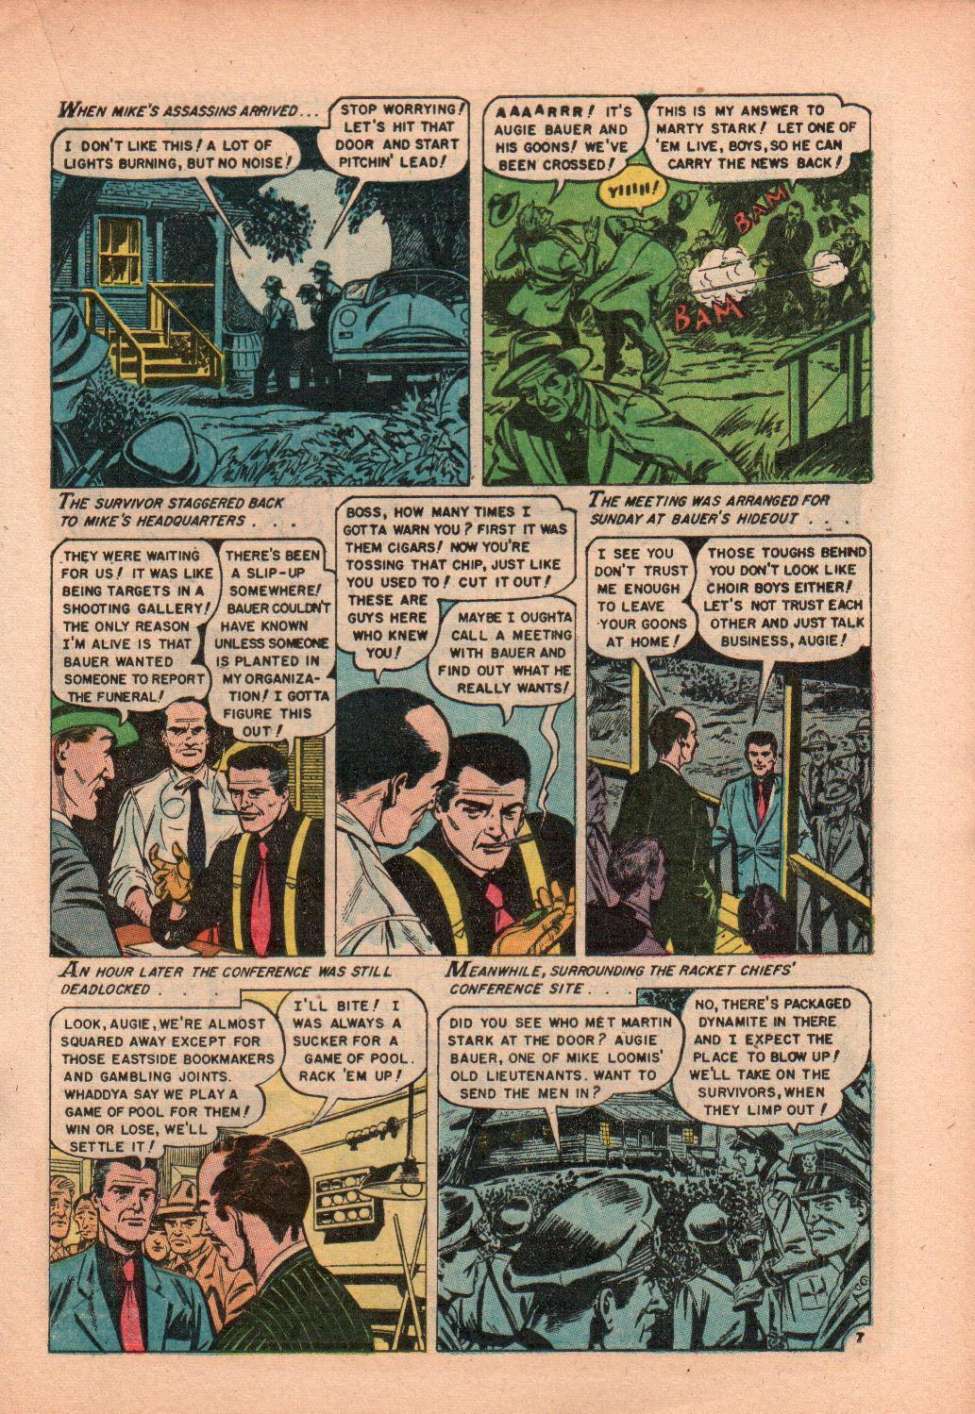 WHEN MIKE'S ASSASSINS ARRIVED...
I DON'T LIKE THIS! A LOT OF
LIGHTS BURNING, BUT NO NOISE!
STOP WORRYING!
LET'S HIT THAT
DOOR AND START
PITCHIN' LEAD!
AAAARRR! IT'S
AUGIE BAUER AND
HIS GOONS! WE'VE
BEEN CROSSED!
YIIIII!
THIS IS MY ANSWER TO
MARTY STARK! LET ONE OF
'EM LIVE, BOYS, SO HE CAN
CARRY THE NEWS BACK!
BAM
BAM
BAM
THE SURVIVOR STAGGERED BACK
TO MIKE'S HEADQUARTERS . . .
THEY WERE WAITING
FOR US! IT WAS LIKE
BEING TARGETS IN A
SHOOTING GALLERY!
THE ONLY REASON
I'M ALIVE IS THAT
BAUER WANTED
SOMEONE TO REPORT
THE FUNERAL!
THERE'S BEEN
A SLIP-UP
SOMEWHERE!
BAUER COULDN'T
HAVE KNOWN
UNLESS SOMEONE
IS PLANTED IN
MY ORGANIZA-
TION! I GOTTA
FIGURE THIS
OUT!
BOSS, HOW MANY TIMES I
GOTTA WARN YOU? FIRST IT WAS
THEM CIGARS! NOW YOU'RE
TOSSING THAT CHIP, JUST LIKE
YOU USED TO! CUT IT OUT!
THESE ARE
GUYS HERE
WHO KNEW
YOU!
MAYBE I OUGHTA
CALL A MEETING
WITH BAUER AND
FIND OUT WHAT HE
REALLY WANTS!
THE MEETING WAS ARRANGED FOR
SUNDAY AT BAUER'S HIDEOUT . . .
I SEE YOU
DON'T TRUST
ME ENOUGH
TO LEAVE
YOUR GOONS
AT HOME!
THOSE TOUGHS BEHIND
YOU DON'T LOOK LIKE
CHOIR BOYS EITHER!
LET'S NOT TRUST EACH
OTHER AND JUST TALK
BUSINESS, AUGIE!
AN HOUR LATER THE CONFERENCE WAS STILL
DEADLOCKED . . . .
LOOK, AUGIE, WE'RE ALMOST
SQUARED AWAY EXCEPT FOR
THOSE EASTSIDE BOOKMAKERS
AND GAMBLING JOINTS.
WHADDYA SAY WE PLAY A
GAME OF POOL FOR THEM!
WIN OR LOSE, WE'LL
SETTLE IT!
I'LL BITE! I
WAS ALWAYS A
SUCKER FOR A
GAME OF POOL.
RACK 'EM UP!
MEANWHILE, SURROUNDING THE RACKET CHIEFS'
CONFERENCE SITE . . .
DID YOU SEE WHO MET MARTIN
STARK AT THE DOOR? AUGIE
BAUER, ONE OF MIKE LOOMIS'
OLD LIEUTENANTS. WANT TO
SEND THE MEN IN?
NO, THERE'S PACKAGED
DYNAMITE IN THERE
AND I EXPECT THE
PLACE TO BLOW UP!
WE'LL TAKE ON THE
SURVIVORS, WHEN
THEY LIMP OUT!
7